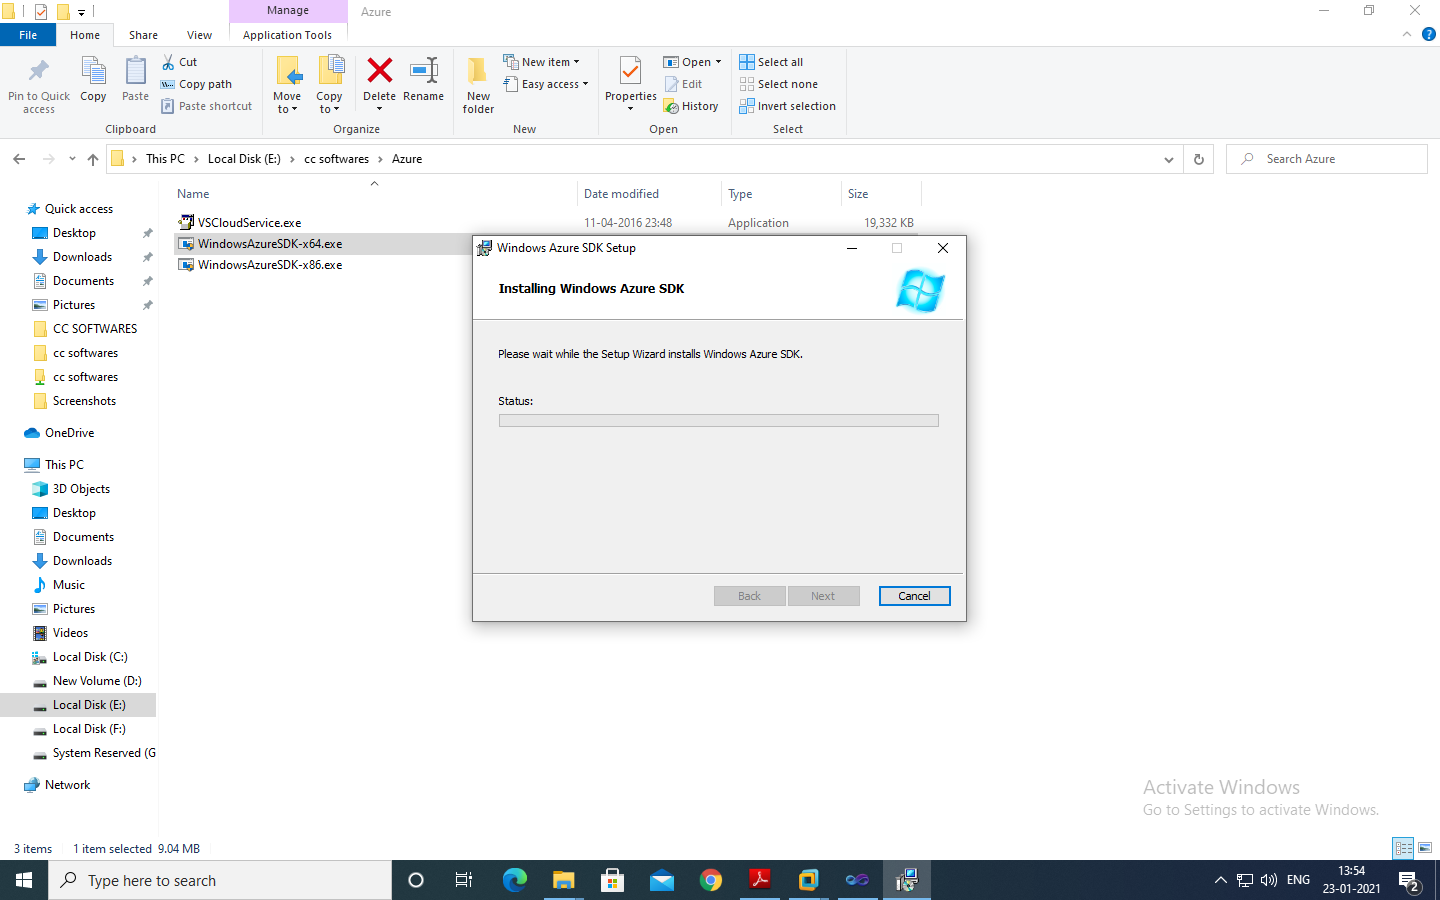 Manage
Azure
File
Home
Share
View
Application Tools
Pin to Quick access
Copy
Paste
Cut
Copy path
Paste shortcut
Clipboard
Move to
Copy to
Delete
Rename
Organize
New folder
New item
Easy access
New
Properties
Open
Edit
History
Open
Select all
Select none
Invert selection
Select
This PC > Local Disk (E:) > cc softwares > Azure
Search Azure
Name
Date modified
Type
Size
VSCloudService.exe
11-04-2016 23:48
Application
19,332 KB
WindowsAzureSDK-x64.exe
WindowsAzureSDK-x86.exe
Quick access
Desktop
Downloads
Documents
Pictures
CC SOFTWARES
cc softwares
cc softwares
Screenshots
OneDrive
This PC
3D Objects
Desktop
Documents
Downloads
Music
Pictures
Videos
Local Disk (C:)
New Volume (D:)
Local Disk (E:)
Local Disk (F:)
System Reserved (G
Network
Windows Azure SDK Setup
Installing Windows Azure SDK
Please wait while the Setup Wizard installs Windows Azure SDK.
Status:
Back
Next
Cancel
Activate Windows
Go to Settings to activate Windows.
3 items
1 item selected 9.04 MB
Type here to search
ENG
13:54
23-01-2021
2